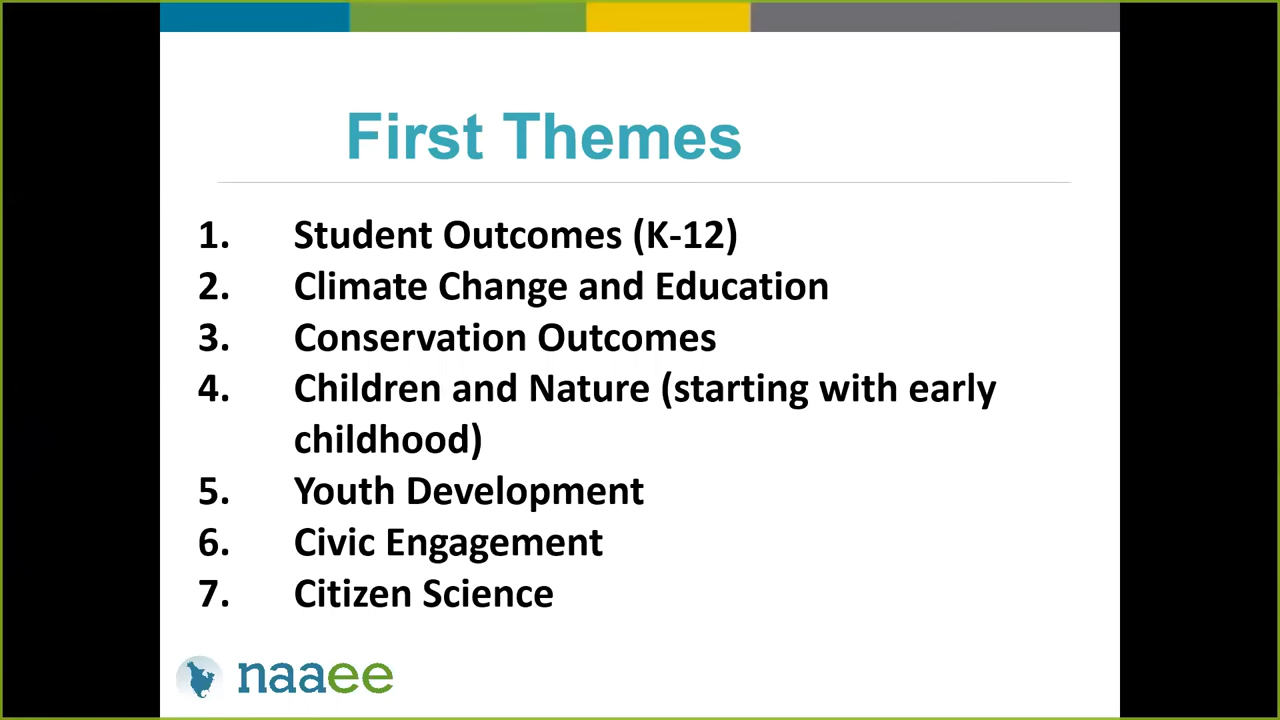 First Themes
1. Student Outcomes (K-12)
2. Climate Change and Education
3. Conservation Outcomes
4. Children and Nature (starting with early
childhood)
5. Youth Development
6. Civic Engagement
7. Citizen Science
naaee